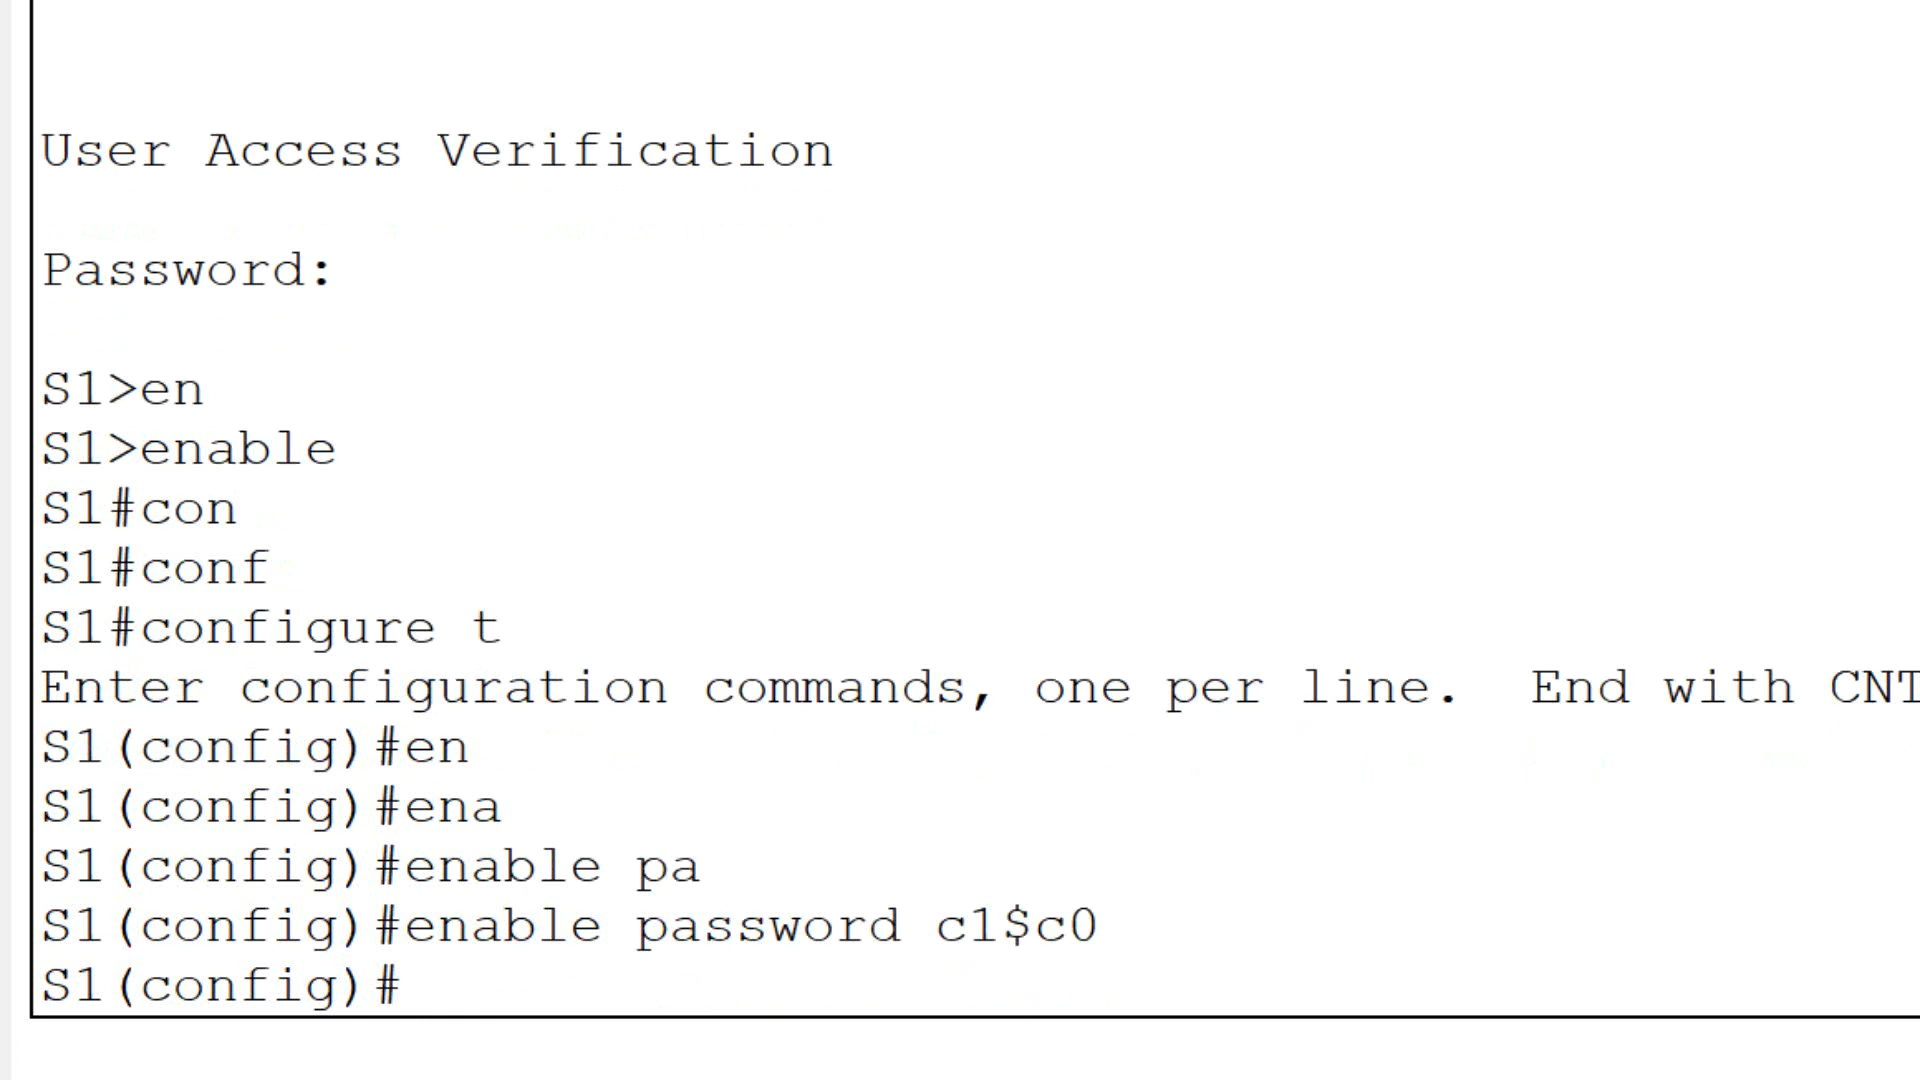 User Access Verification
Password:
S1>en
S1>enable
S1#con
S1#conf
S1#configure t
Enter configuration commands, one per line.  End with CNT
S1(config)#en
S1(config)#ena
S1(config)#enable pa
S1(config)#enable password c1$c0
S1(config)#